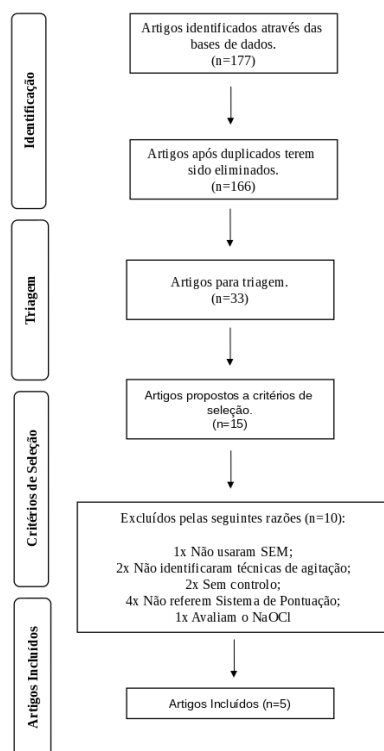 Identificação
Artigos identificados através das
bases de dados.
(n=177)
Artigos após duplicados terem
sido eliminados.
(n=166)
Triagem
Artigos para triagem.
(n=33)
Critérios de Seleção
Artigos propostos a critérios de
seleção.
(n=15)
Excluídos pelas seguintes razões (n=10):
1x Não usaram SEM;
2x Não identificaram técnicas de agitação;
2x Sem controlo;
4x Não referem Sistema de Pontuação;
1x Avaliam o NaOCl
Artigos Incluídos
Artigos Incluídos (n=5)